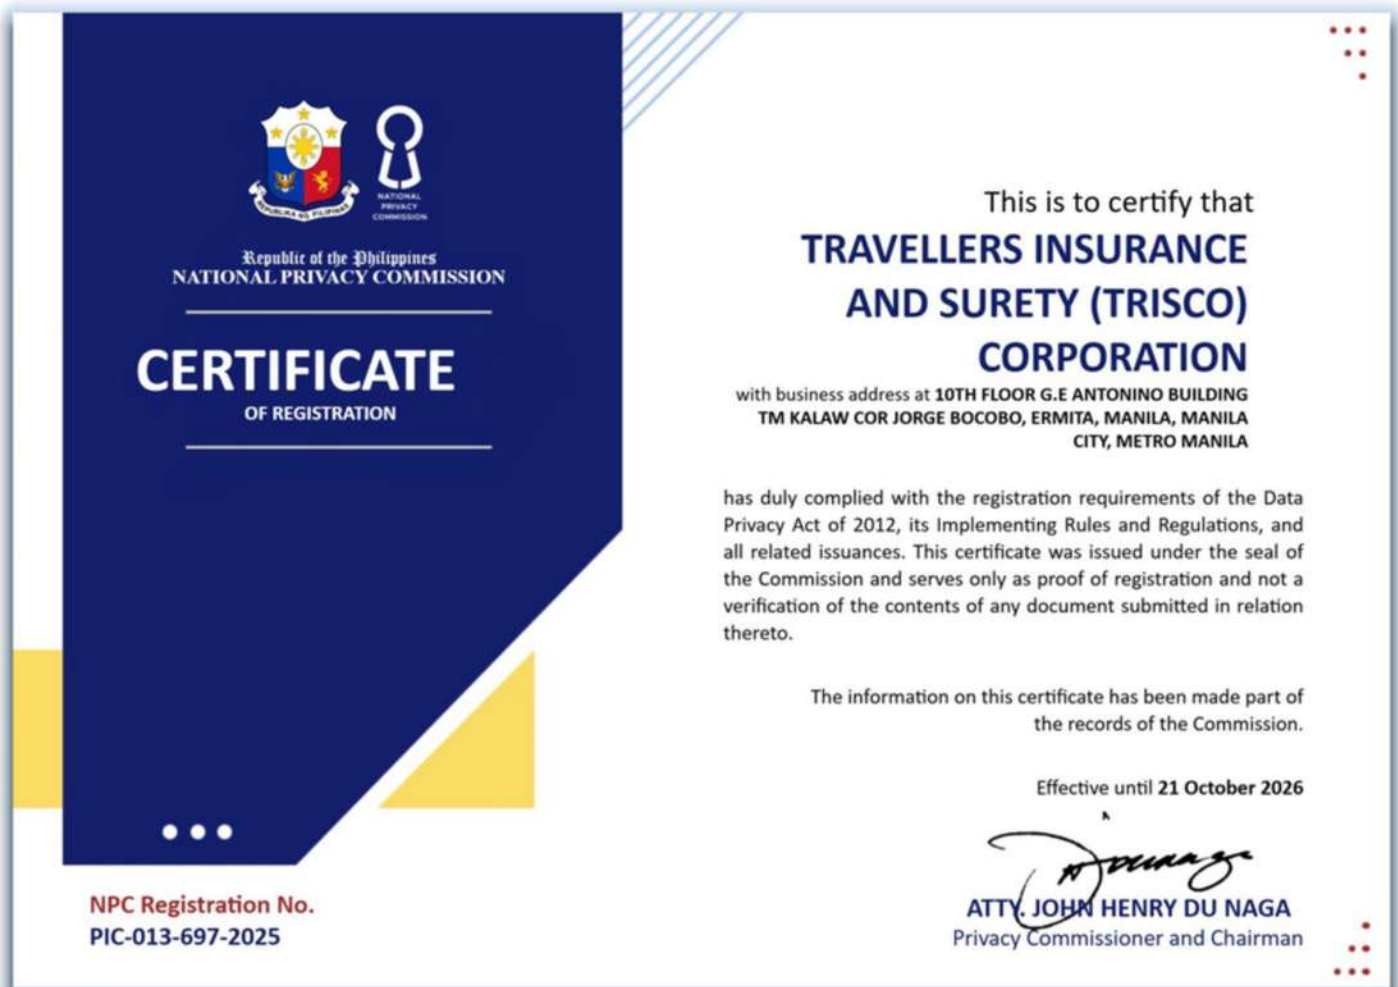 REPUBLIKA NG PILIPINAS
NATIONAL
PRIVACY
COMMISSION
Republic of the Philippines
NATIONAL PRIVACY COMMISSION
CERTIFICATE
OF REGISTRATION
NPC Registration No.
PIC-013-697-2025
This is to certify that
TRAVELLERS INSURANCE
AND SURETY (TRISCO)
CORPORATION
with business address at 10TH FLOOR G.E ANTONINO BUILDING
TM KALAW COR JORGE BOCOBO, ERMITA, MANILA, MANILA
CITY, METRO MANILA
has duly complied with the registration requirements of the Data
Privacy Act of 2012, its Implementing Rules and Regulations, and
all related issuances. This certificate was issued under the seal of
the Commission and serves only as proof of registration and not a
verification of the contents of any document submitted in relation
thereto.
The information on this certificate has been made part of
the records of the Commission.
Effective until 21 October 2026
ATTY. JOHN HENRY DU NAGA
Privacy Commissioner and Chairman